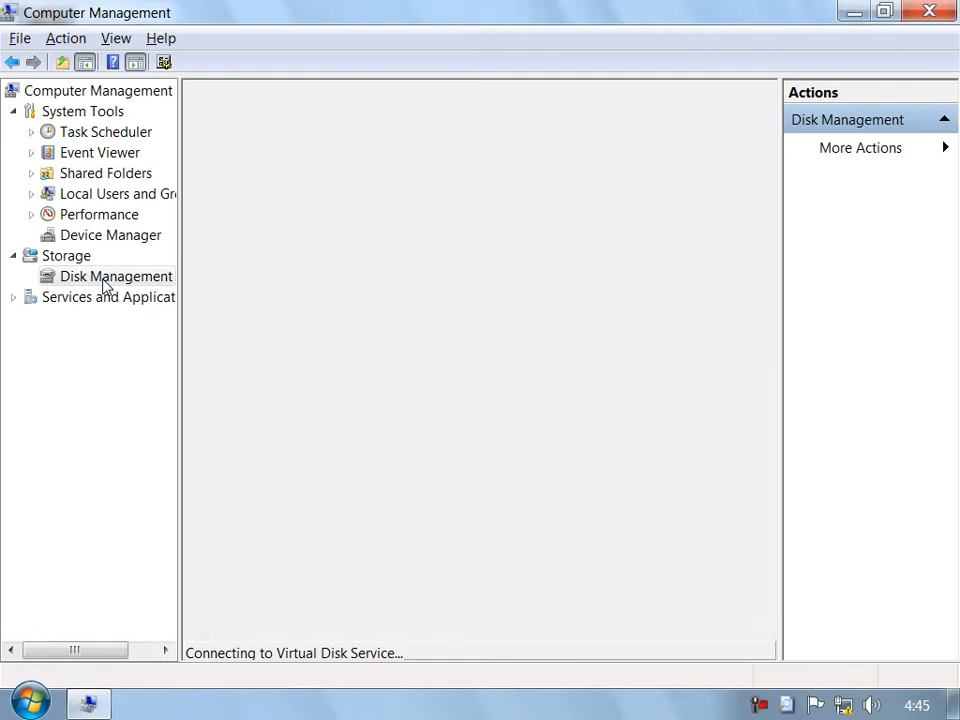 Computer Management
File Action View Help
Computer Management
System Tools
Task Scheduler
Event Viewer
Shared Folders
Local Users and Gr
Performance
Device Manager
Storage
Disk Management
Services and Applicat
Connecting to Virtual Disk Service...
Actions
Disk Management
More Actions
4:45